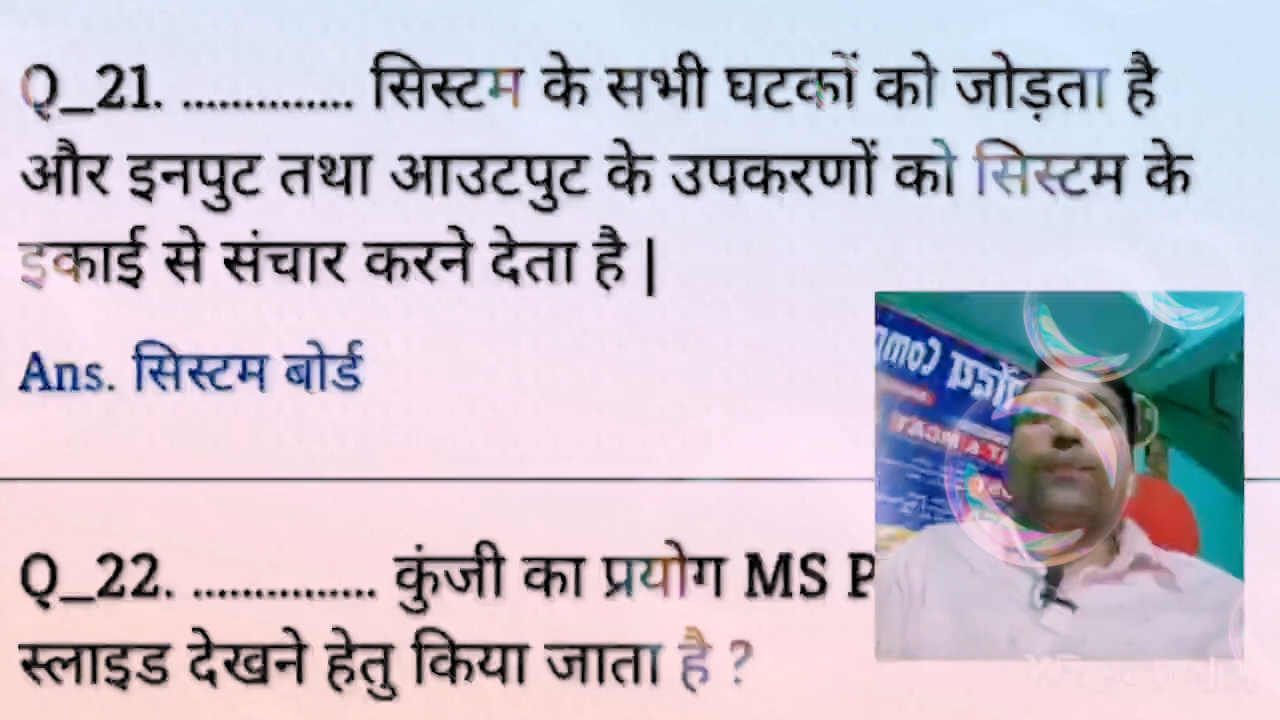 Q_21. .............. सिस्टम के सभी घटकों को जोड़ता है
और इनपुट तथा आउटपुट के उपकरणों को सिस्टम के
इकाई से संचार करने देता है |
Ans. सिस्टम बोर्ड
Q_22. ............... कुंजी का प्रयोग MS P
स्लाइड देखने हेतु किया जाता है ?